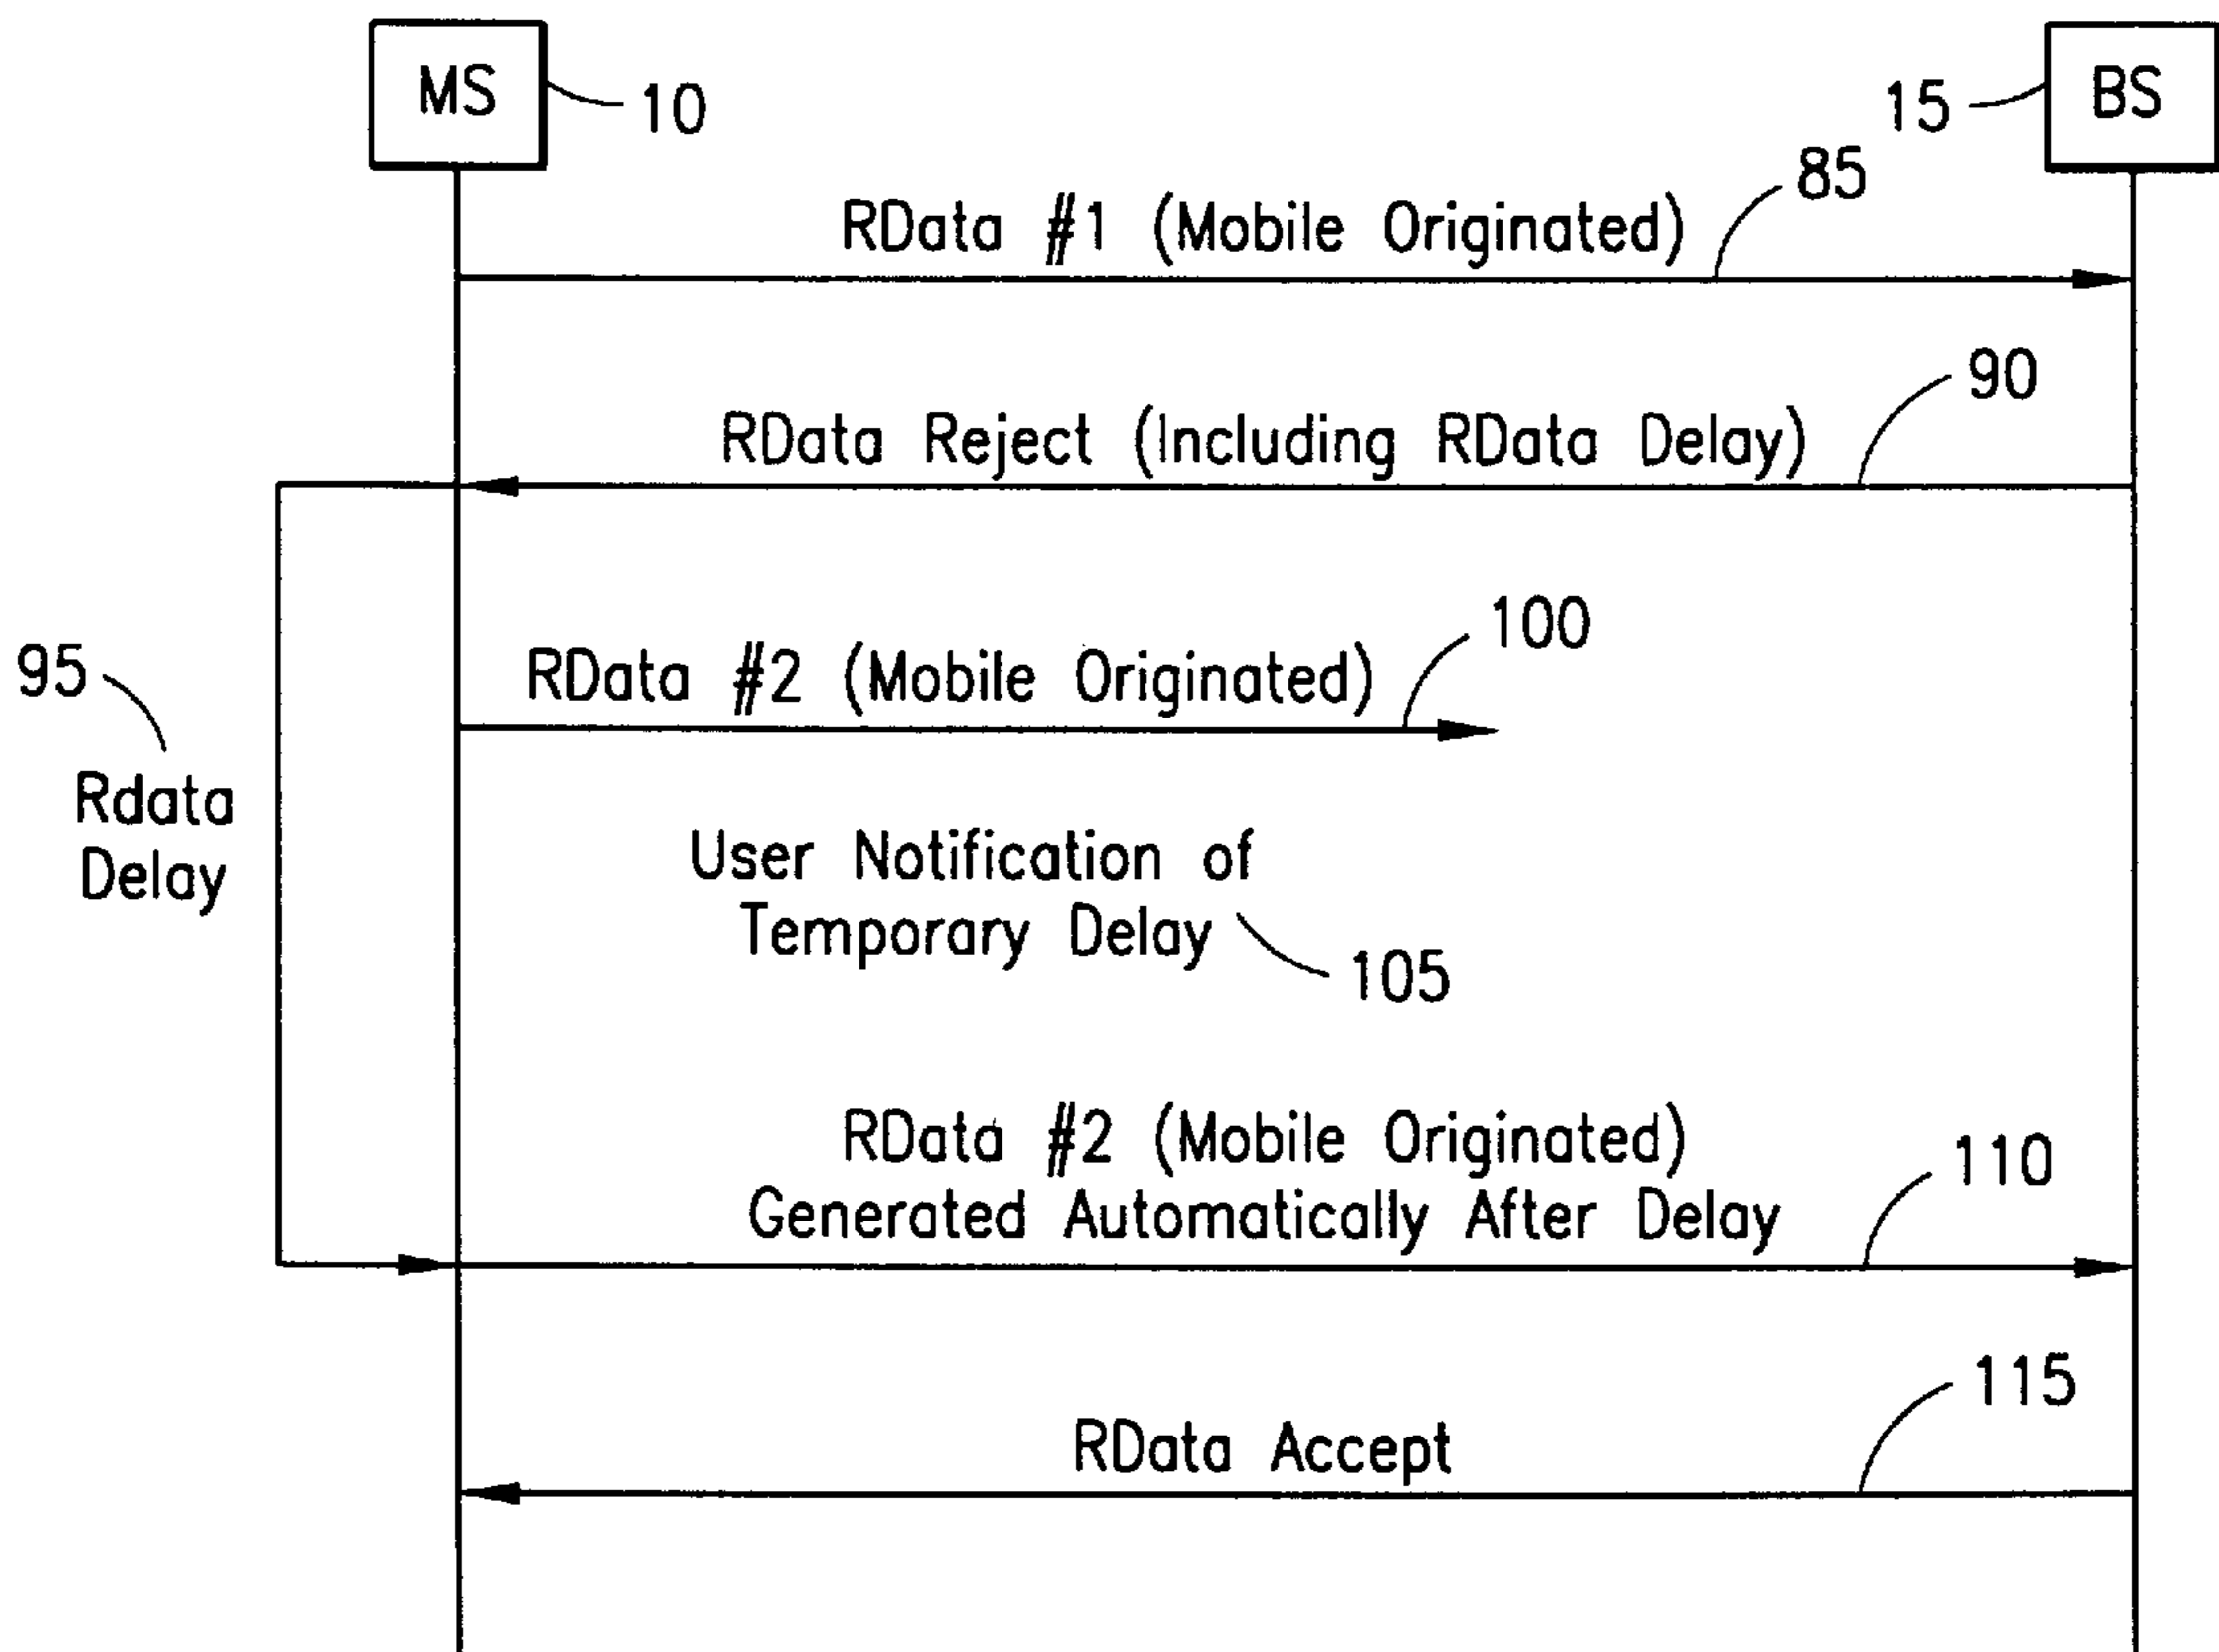 MS
10
15
BS
85
RData #1 (Mobile Originated)
90
RData Reject (Including RData Delay)
100
95
RData #2 (Mobile Originated)
Rdata
Delay
User Notification of
Temporary Delay
105
RData #2 (Mobile Originated)
110
Generated Automatically After Delay
115
RData Accept